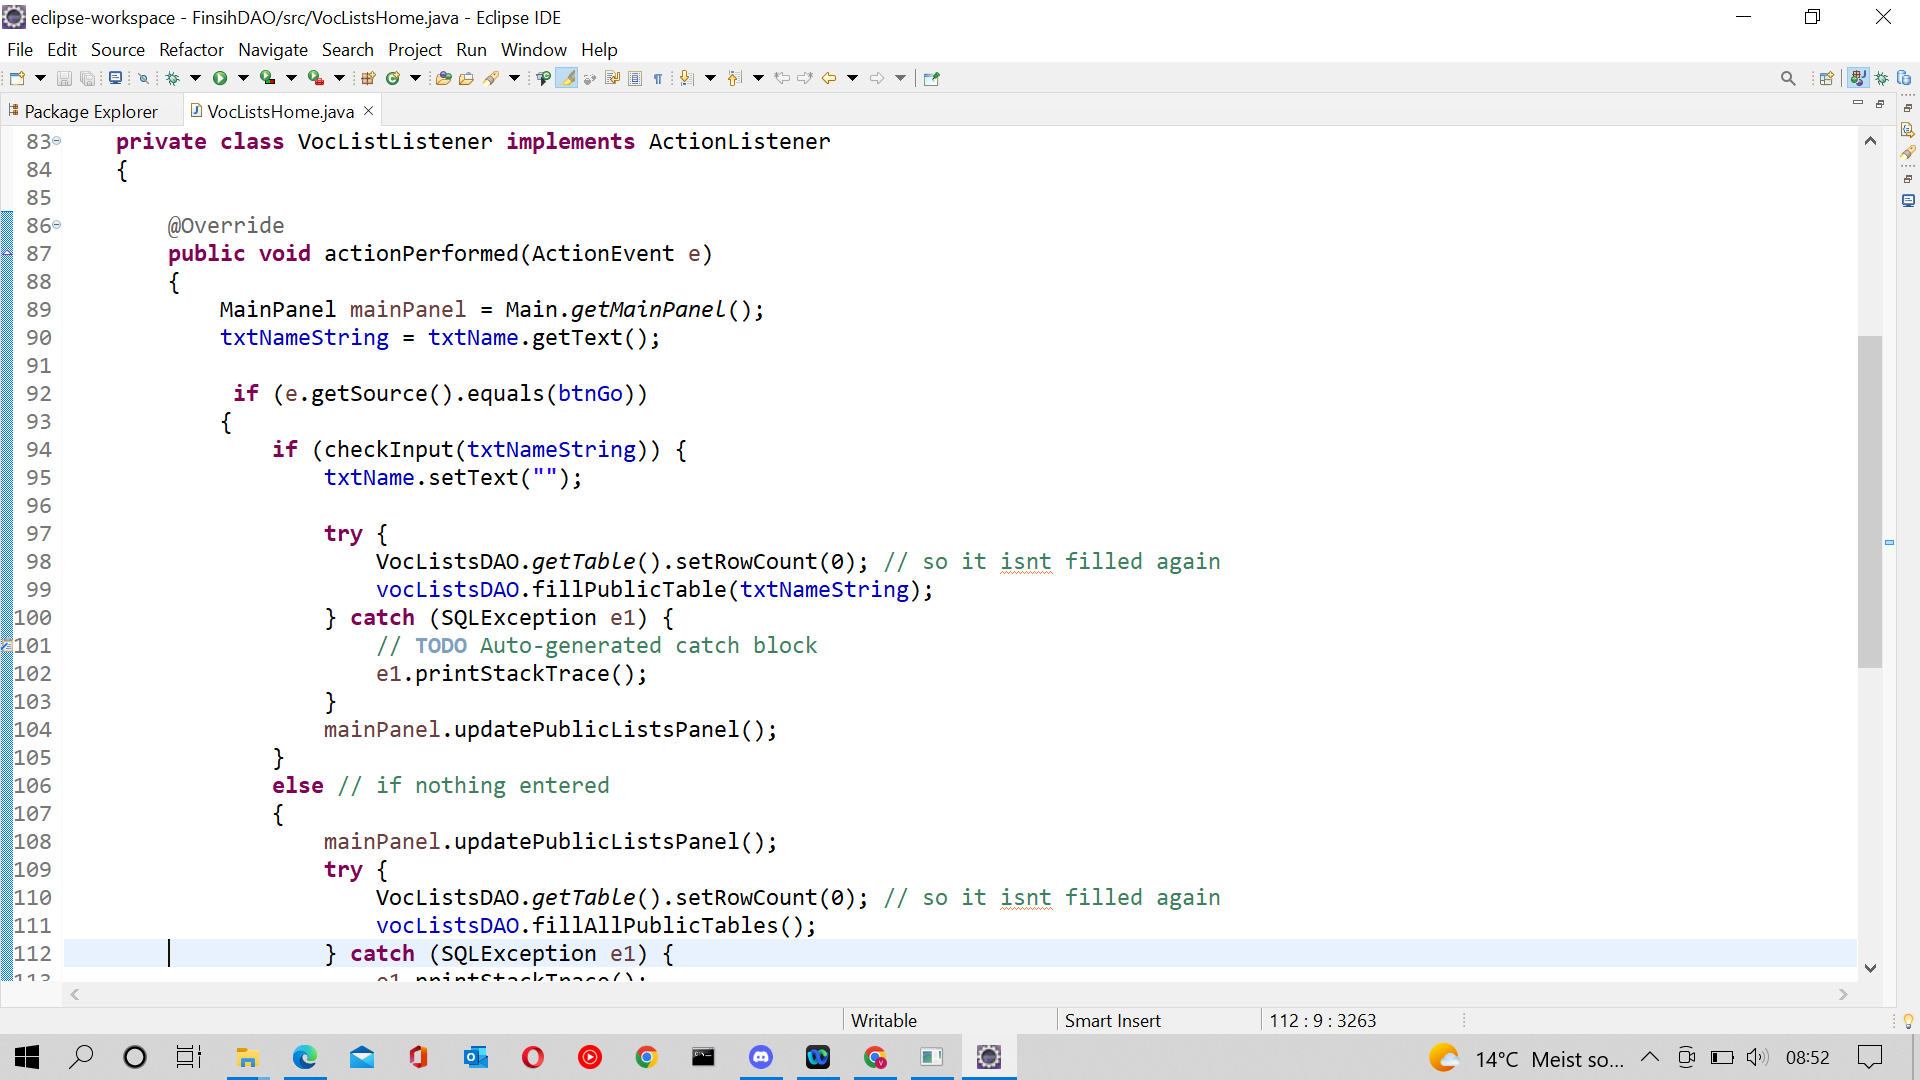 eclipse-workspace - FinsihDAO/src/VocListsHome.java - Eclipse IDE
File Edit Source Refactor Navigate Search Project Run Window Help
Package Explorer VocListsHome.java
83 private class VocListListener implements ActionListener
84 {
85
86 @Override
87 public void actionPerformed(ActionEvent e)
88 {
89 MainPanel mainPanel = Main.getMainPanel();
90 txtNameString = txtName.getText();
91
92 if (e.getSource().equals(btnGo))
93 {
94 if (checkInput(txtNameString)) {
95 txtName.setText("");
96
97 try {
98 VocListsDAO.getTable().setRowCount(0); // so it isnt filled again
99 vocListsDAO.fillPublicTable(txtNameString);
100 } catch (SQLException e1) {
101 // TODO Auto-generated catch block
102 e1.printStackTrace();
103 }
104 mainPanel.updatePublicListsPanel();
105 }
106 else // if nothing entered
107 {
108 mainPanel.updatePublicListsPanel();
109 try {
110 VocListsDAO.getTable().setRowCount(0); // so it isnt filled again
111 vocListsDAO.fillAllPublicTables();
112 } catch (SQLException e1) {
113 e1.printStackTrace();
Writable Smart Insert 112 : 9 : 3263
14°C Meist so... 08:52